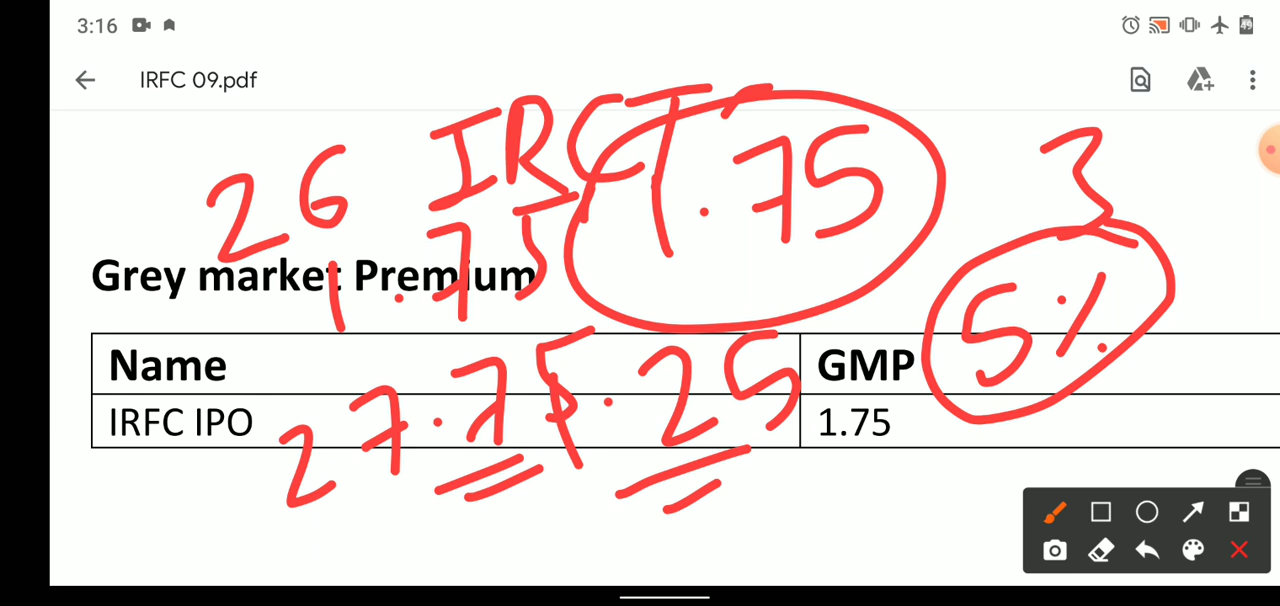 3:16
IRFC 09.pdf
26 IRCT 1.75 3
1.75
Grey market Premium
5%
Name GMP
27.75 .25
IRFC IPO 1.75